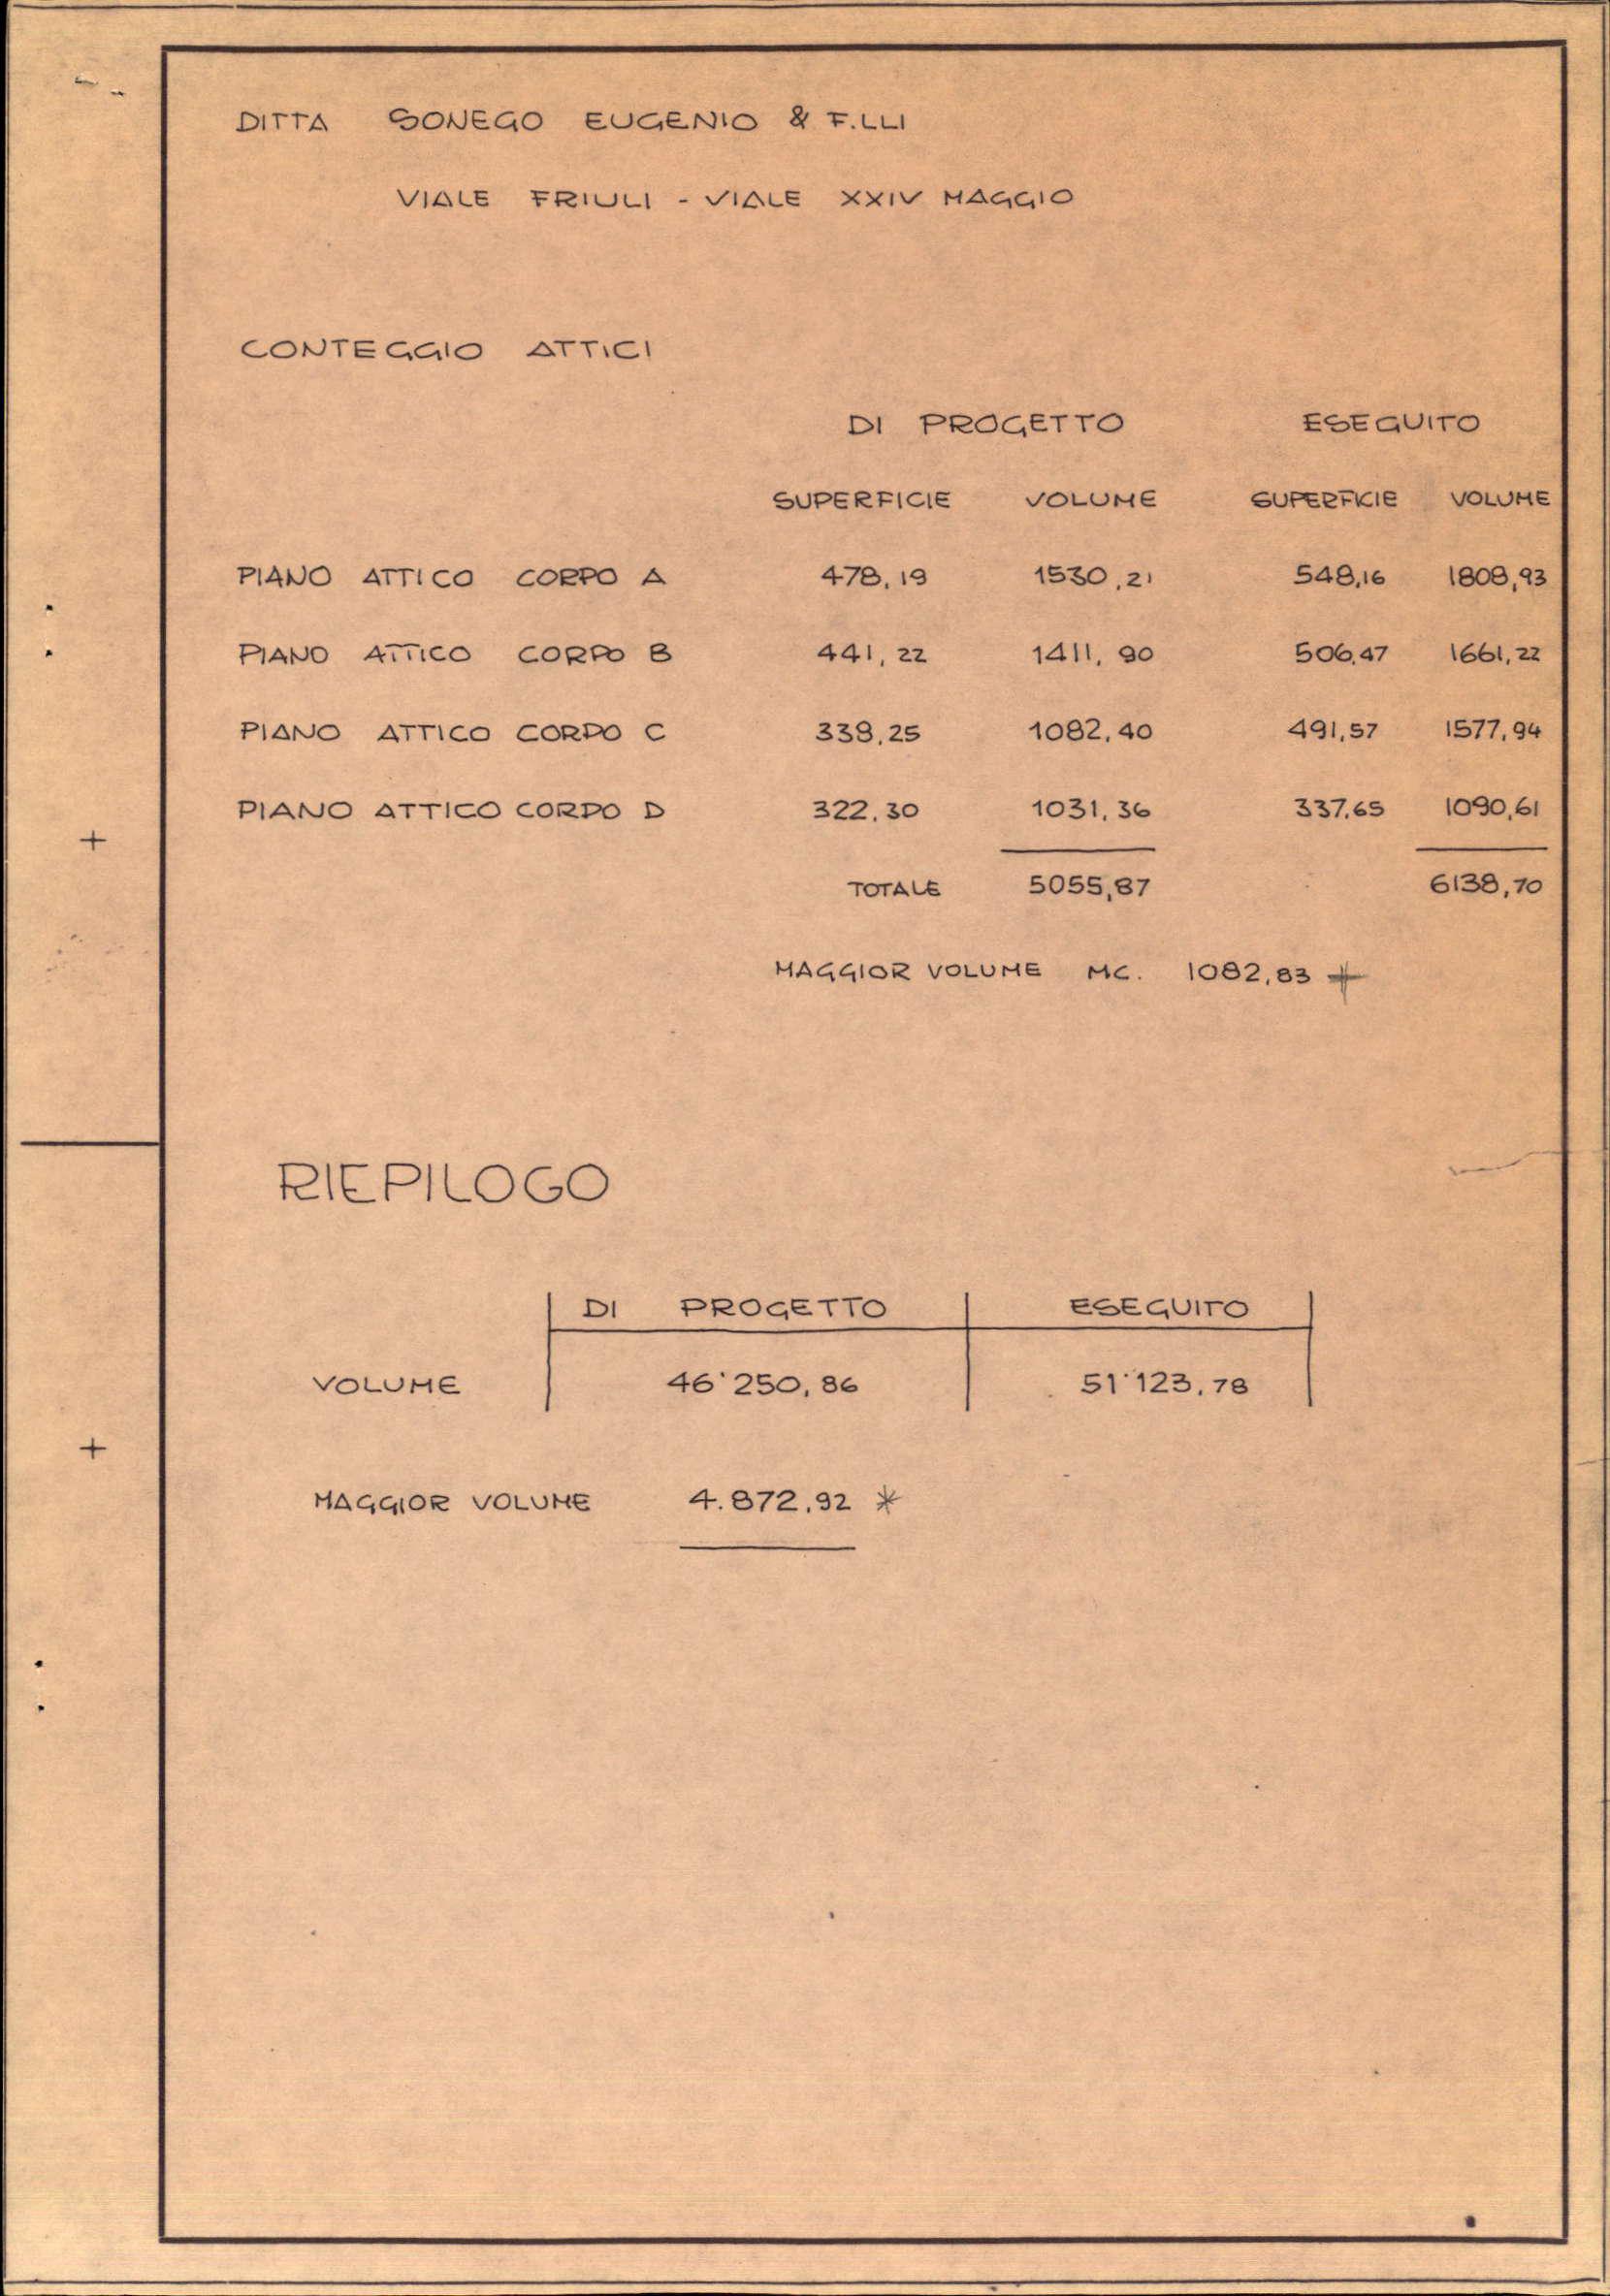 DITTA SONEGO EUGENIO & F.LLI
VIALE FRIULI - VIALE XXIV MAGGIO
CONTEGGIO ATTICI
DI PROGETTO ESEGUITO
SUPERFICIE VOLUME SUPERFICIE VOLUME
PIANO ATTICO CORPO A 478,19 1530,21 548,16 1808,93
PIANO ATTICO CORPO B 441,22 1411,90 506,47 1661,22
PIANO ATTICO CORPO C 338,25 1082,40 491,57 1577,94
PIANO ATTICO CORPO D 322,30 1031,36 337,65 1090,61
TOTALE 5055,87 6138,70
MAGGIOR VOLUME MC. 1082,83
RIEPILOGO
DI PROGETTO ESEGUITO
VOLUME 46'250,86 51'123,78
MAGGIOR VOLUME 4.872,92 *